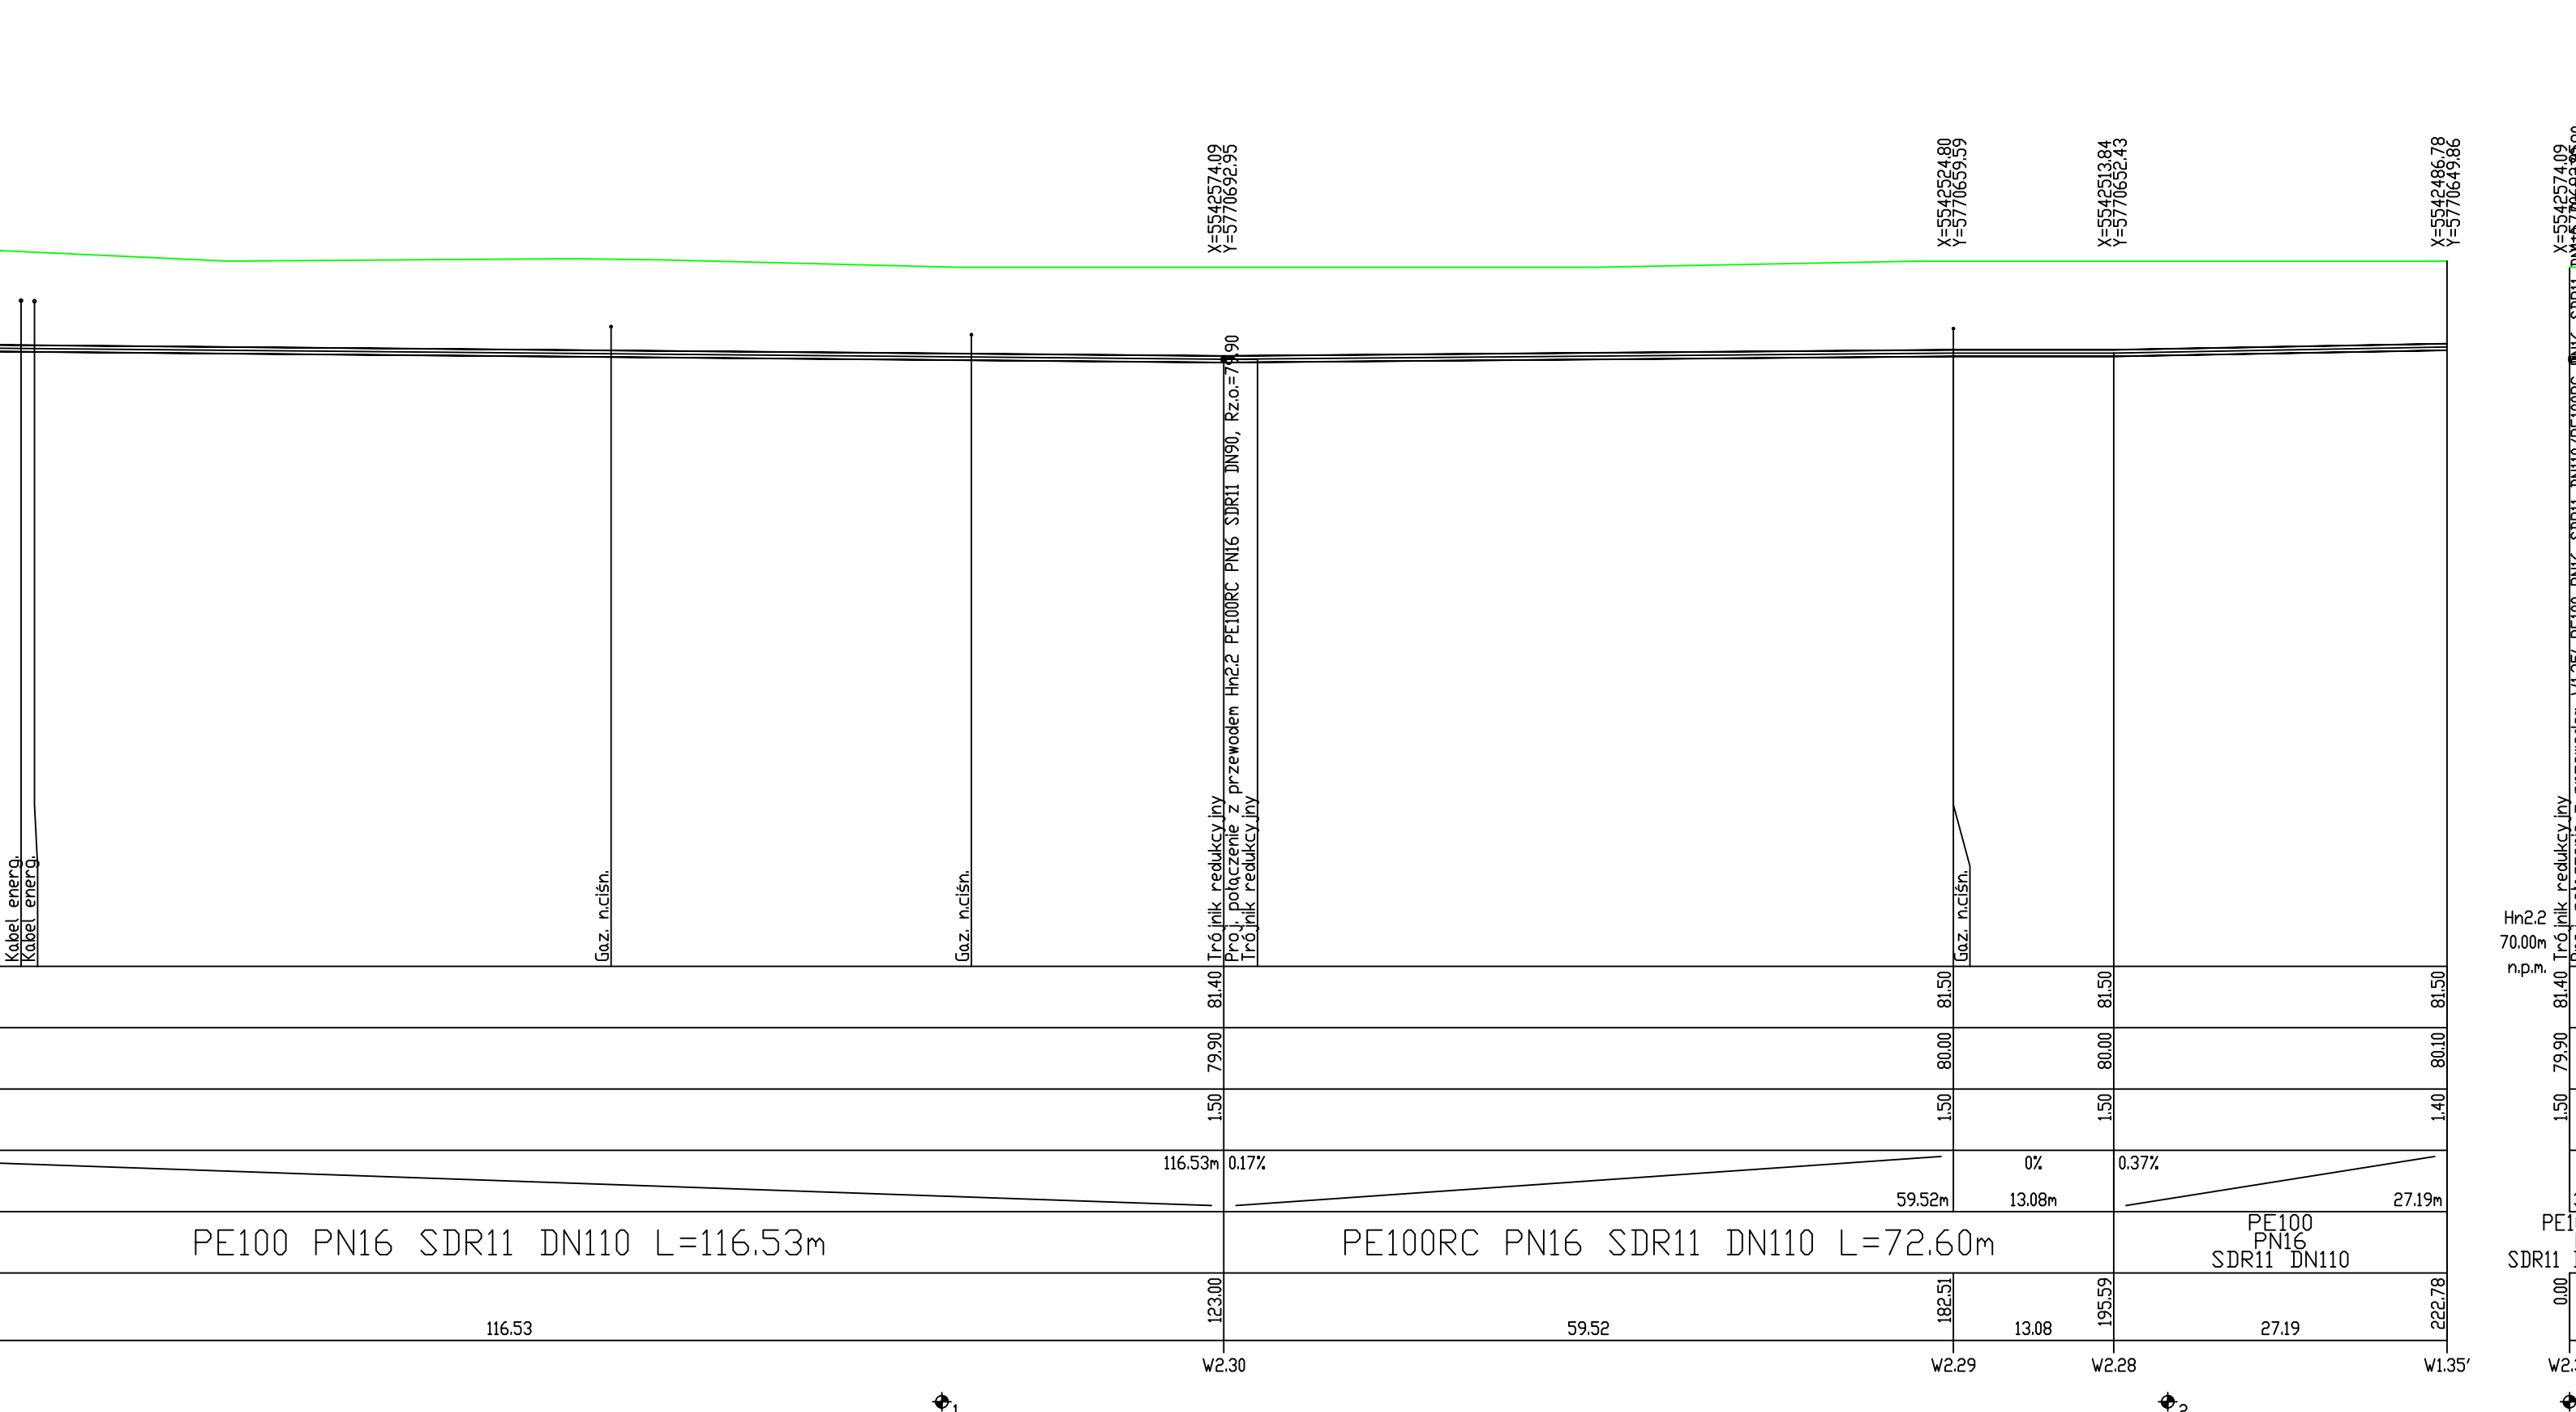 X=5542574.09
Y=5770692.95
X=5542524.80
Y=5770659.59
X=5542513.84
Y=5770652.43
X=5542486.78
Y=5770649.86
X=5542574.09
Kabel energ.
Kabel energ.
Gaz. n.ciśn.
Gaz. n.ciśn.
Trójnik redukcyjny
Proj. połączenie z przewodem Hn2.2 PE100RC PN16 SDR11 DN90, Rz.o.=79.90
Trójnik redukcyjny
Gaz. n.ciśn.
Trójnik redukcyjny
Hn2.2
70.00m
n.p.m.
81.40 81.50 81.50 81.50 81.40
79.90 80.00 80.00 80.10 79.90
1.50 1.50 1.50 1.40 1.50
116.53m 0.17% 0% 0.37%
59.52m 13.08m 27.19m
PE100 PN16 SDR11 DN110 L=116.53m
PE100RC PN16 SDR11 DN110 L=72.60m
PE100
PN16
SDR11 DN110
SDR11
123.00 182.51 195.59 222.78 0.00
116.53 59.52 13.08 27.19
W2.30 W2.29 W2.28 W1.35'
1 2